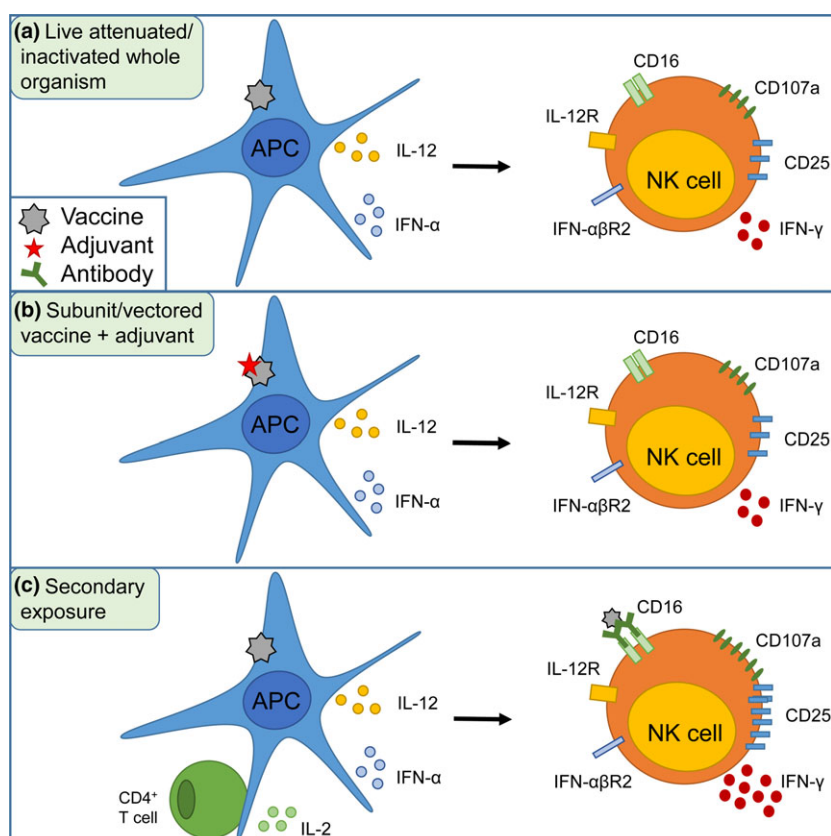 (a) Live attenuated/
inactivated whole
organism
APC
IL-12
IFN-α
CD16
CD107a
IL-12R
CD25
NK cell
IFN-αβR2
IFN-γ
Vaccine
Adjuvant
Antibody
(b) Subunit/vectored
vaccine + adjuvant
APC
IL-12
IFN-α
CD16
CD107a
IL-12R
CD25
NK cell
IFN-αβR2
IFN-γ
(c) Secondary
exposure
APC
IL-12
IFN-α
CD4⁺
T cell
IL-2
CD16
CD107a
IL-12R
CD25
NK cell
IFN-αβR2
IFN-γ